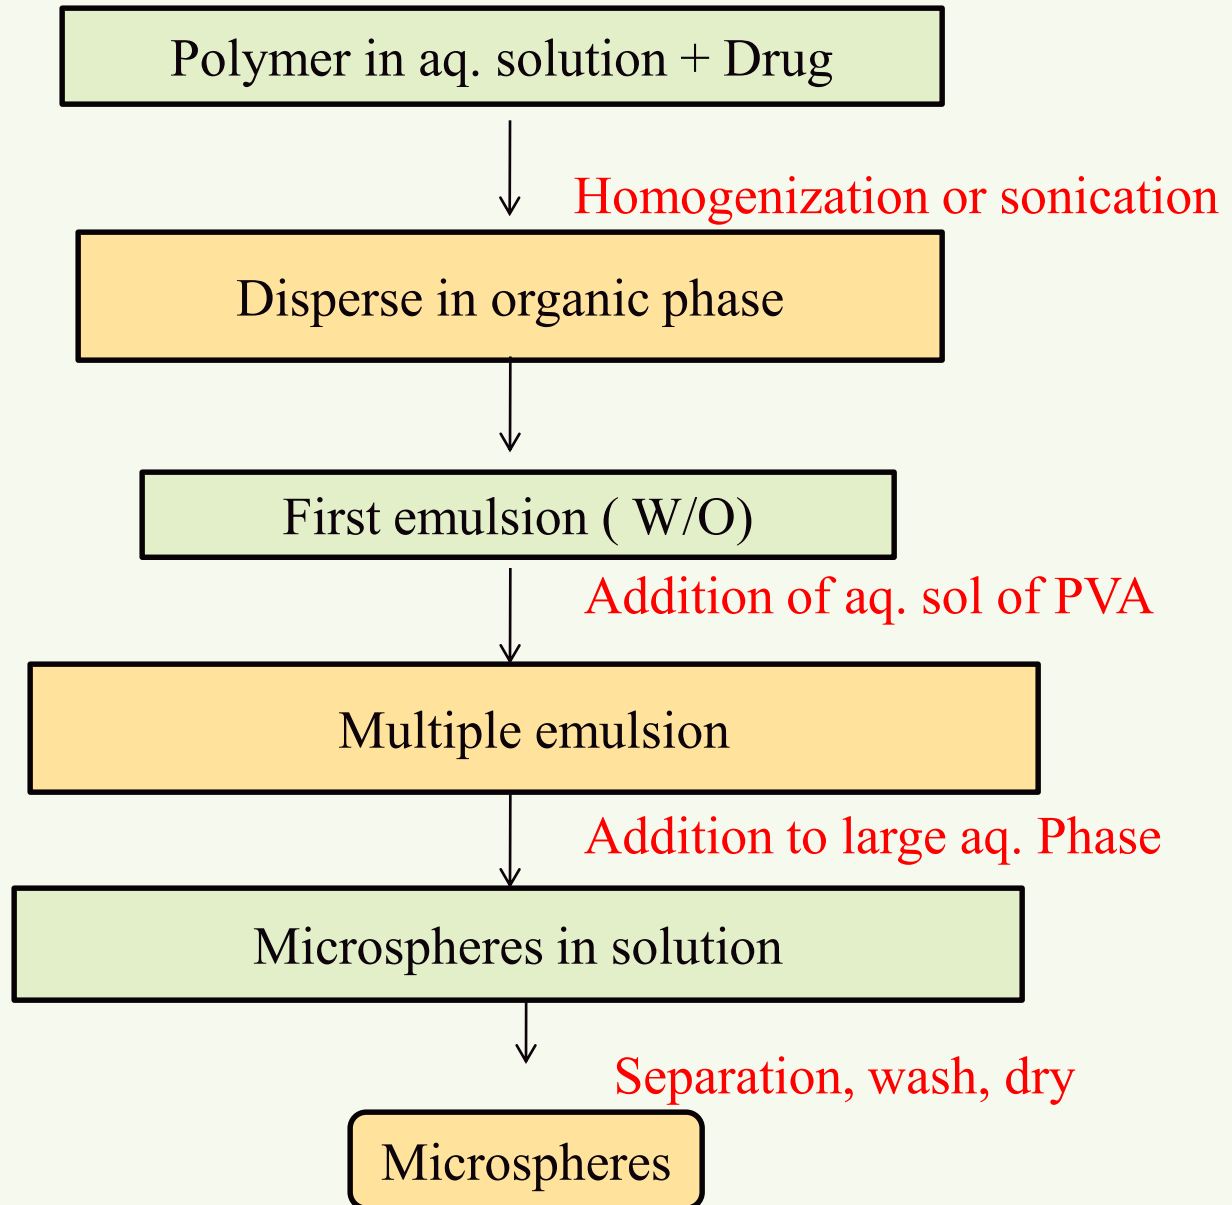 Polymer in aq. solution + Drug
Homogenization or sonication
Disperse in organic phase
First emulsion ( W/O)
Addition of aq. sol of PVA
Multiple emulsion
Addition to large aq. Phase
Microspheres in solution
Separation, wash, dry
Microspheres